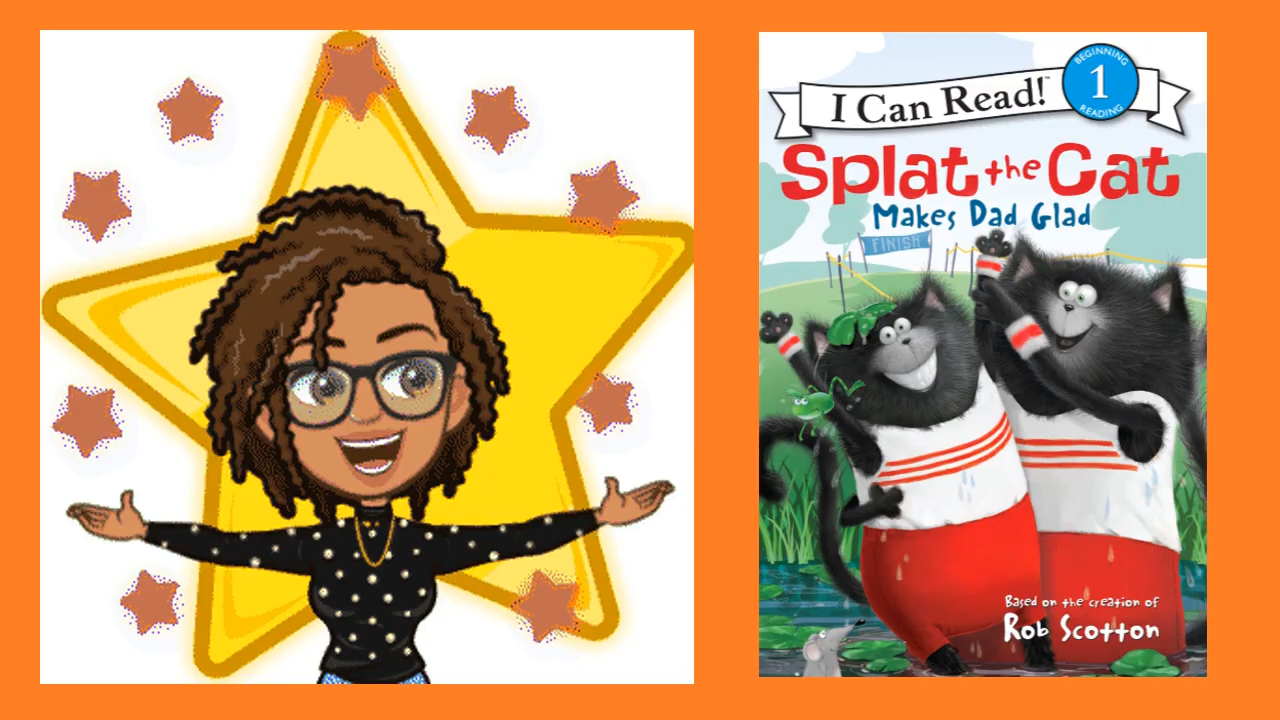 I Can Read!™
BEGINNING
1
READING
Splat the Cat
Makes Dad Glad
FINISH
Based on the creation of
Rob Scotton